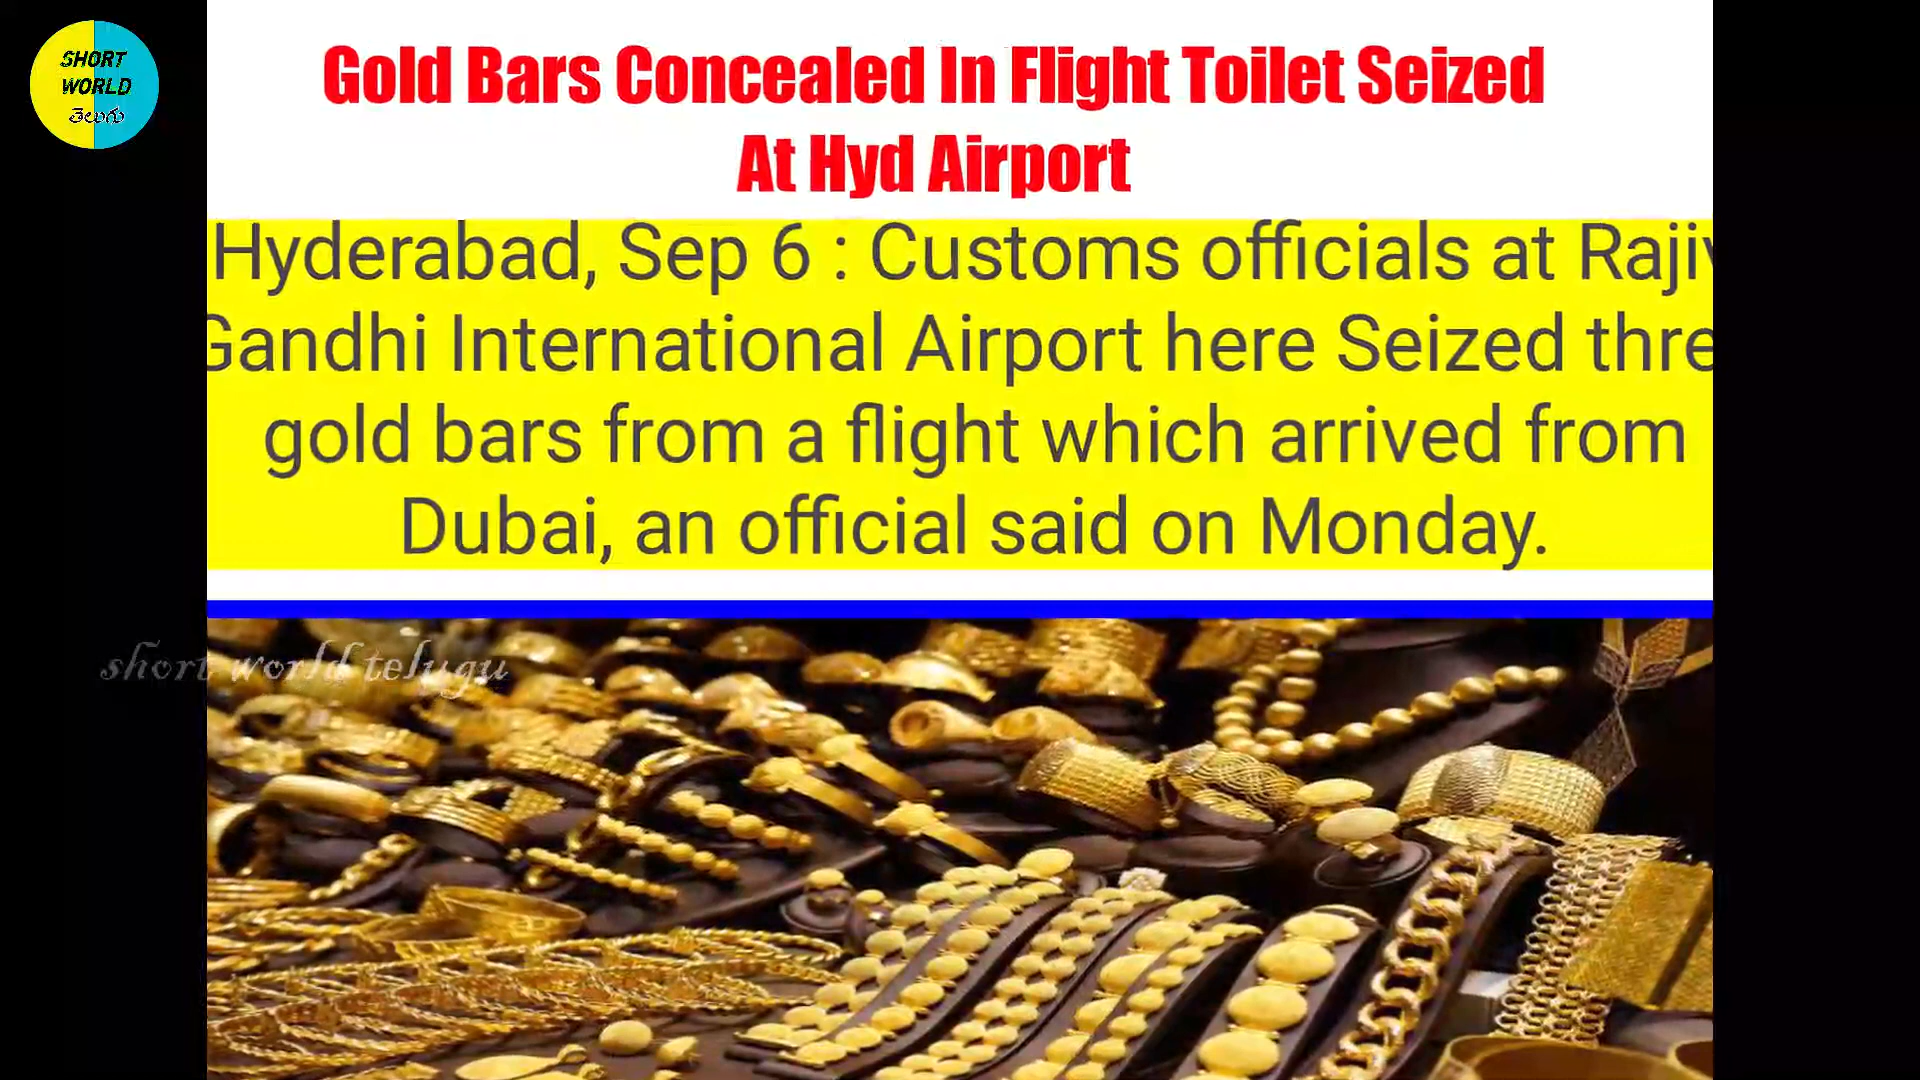 SHORT
WORLD
తెలుగు
Gold Bars Concealed In Flight Toilet Seized
At Hyd Airport
Hyderabad, Sep 6 : Customs officials at Rajiv
Gandhi International Airport here Seized thre
gold bars from a flight which arrived from
Dubai, an official said on Monday.
short world telugu